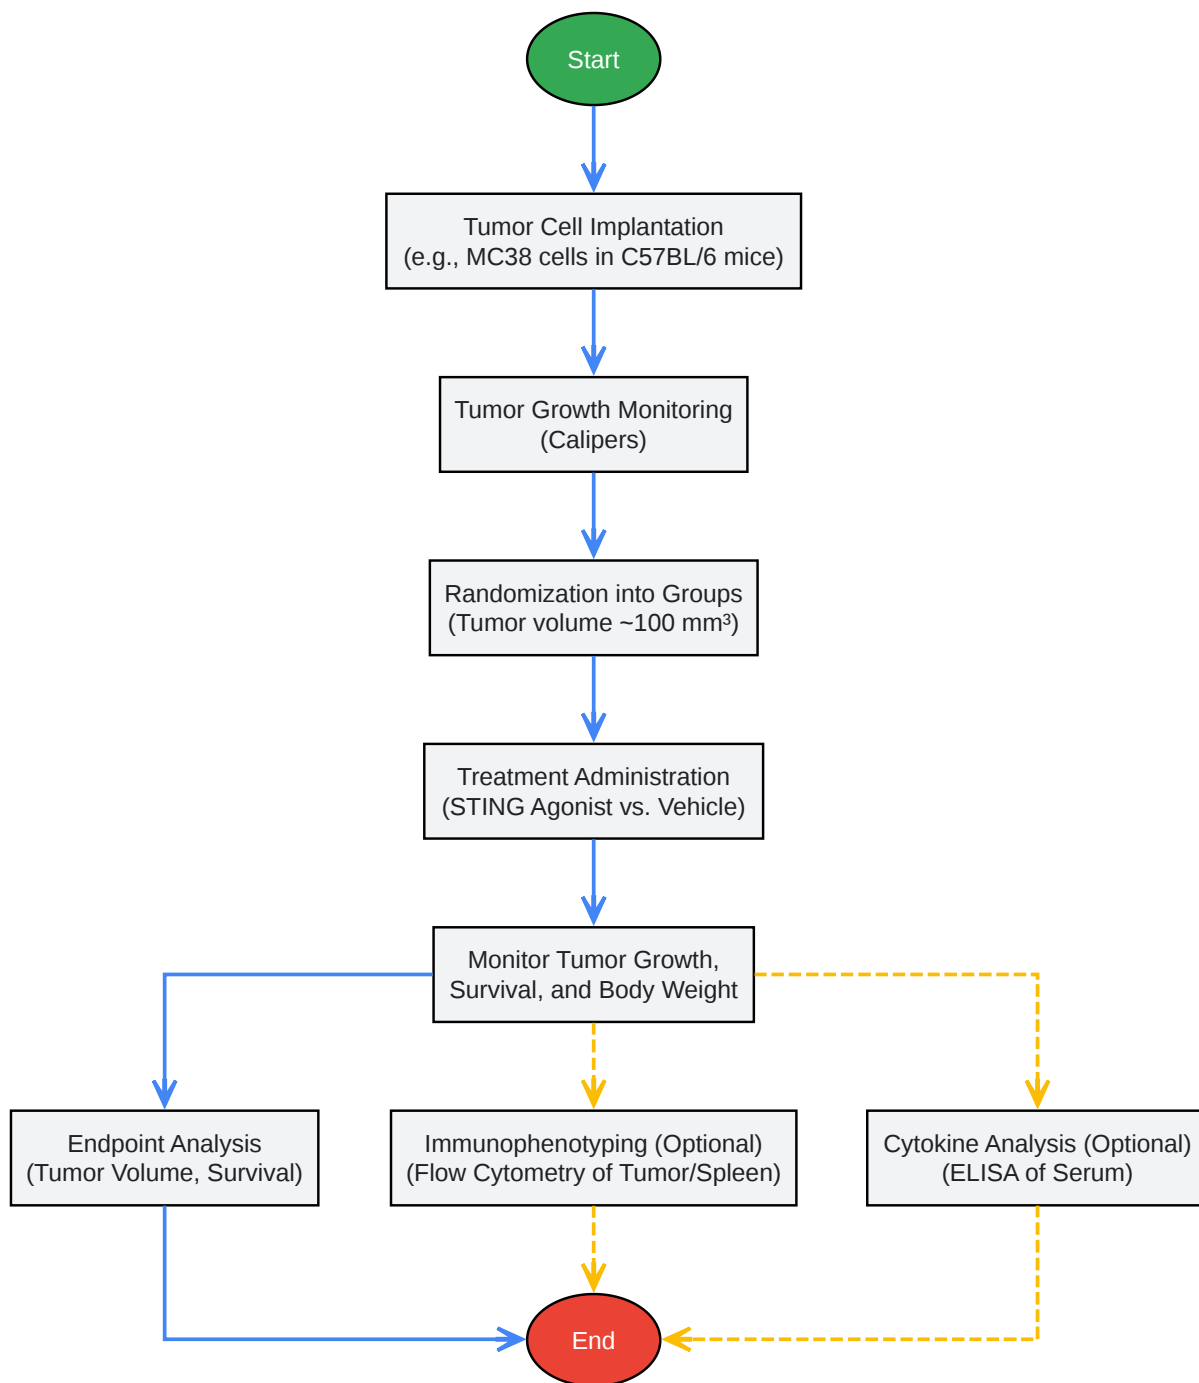 Start
Tumor Cell Implantation
(e.g., MC38 cells in C57BL/6 mice)
Tumor Growth Monitoring
(Calipers)
Randomization into Groups
(Tumor volume ~100 mm³)
Treatment Administration
(STING Agonist vs. Vehicle)
Monitor Tumor Growth,
Survival, and Body Weight
Endpoint Analysis
(Tumor Volume, Survival)
Immunophenotyping (Optional)
(Flow Cytometry of Tumor/Spleen)
Cytokine Analysis (Optional)
(ELISA of Serum)
End